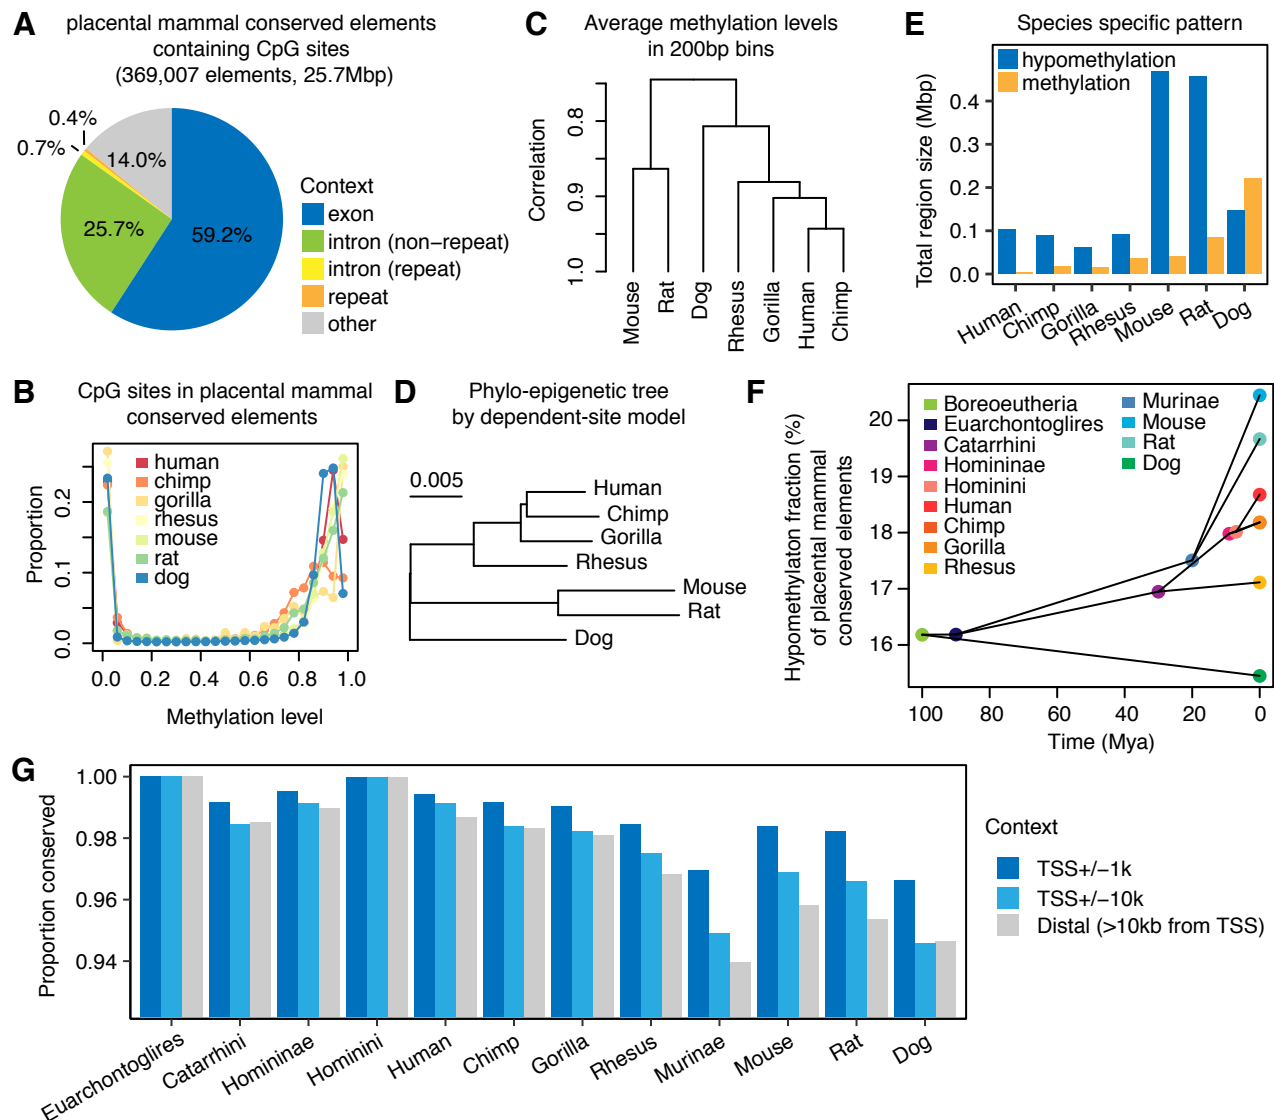 A
placental mammal conserved elements
containing CpG sites
(369,007 elements, 25.7Mbp)
0.4%
0.7%
14.0%
25.7%
59.2%
Context
exon
intron (non−repeat)
intron (repeat)
repeat
other
C
Average methylation levels
in 200bp bins
Correlation
0.8
0.9
1.0
Mouse
Rat
Dog
Rhesus
Gorilla
Human
Chimp
E
Species specific pattern
hypomethylation
methylation
Total region size (Mbp)
0.4
0.3
0.2
0.1
0.0
Human
Chimp
Gorilla
Rhesus
Mouse
Rat
Dog
B
CpG sites in placental mammal
conserved elements
human
chimp
gorilla
rhesus
mouse
rat
dog
Proportion
0.2
0.1
0.0
0.0 0.2 0.4 0.6 0.8 1.0
Methylation level
D
Phylo-epigenetic tree
by dependent-site model
0.005
Human
Chimp
Gorilla
Rhesus
Mouse
Rat
Dog
F
Hypomethylaton fraction (%)
of placental mammal
conserved elements
20
19
18
17
16
Boreoeutheria
Euarchontoglires
Catarrhini
Homininae
Hominini
Human
Chimp
Gorilla
Rhesus
Murinae
Mouse
Rat
Dog
100 80 60 40 20 0
Time (Mya)
G
Proportion conserved
1.00
0.98
0.96
0.94
Euarchontoglires
Catarrhini
Homininae
Hominini
Human
Chimp
Gorilla
Rhesus
Murinae
Mouse
Rat
Dog
Context
TSS+/−1k
TSS+/−10k
Distal (>10kb from TSS)